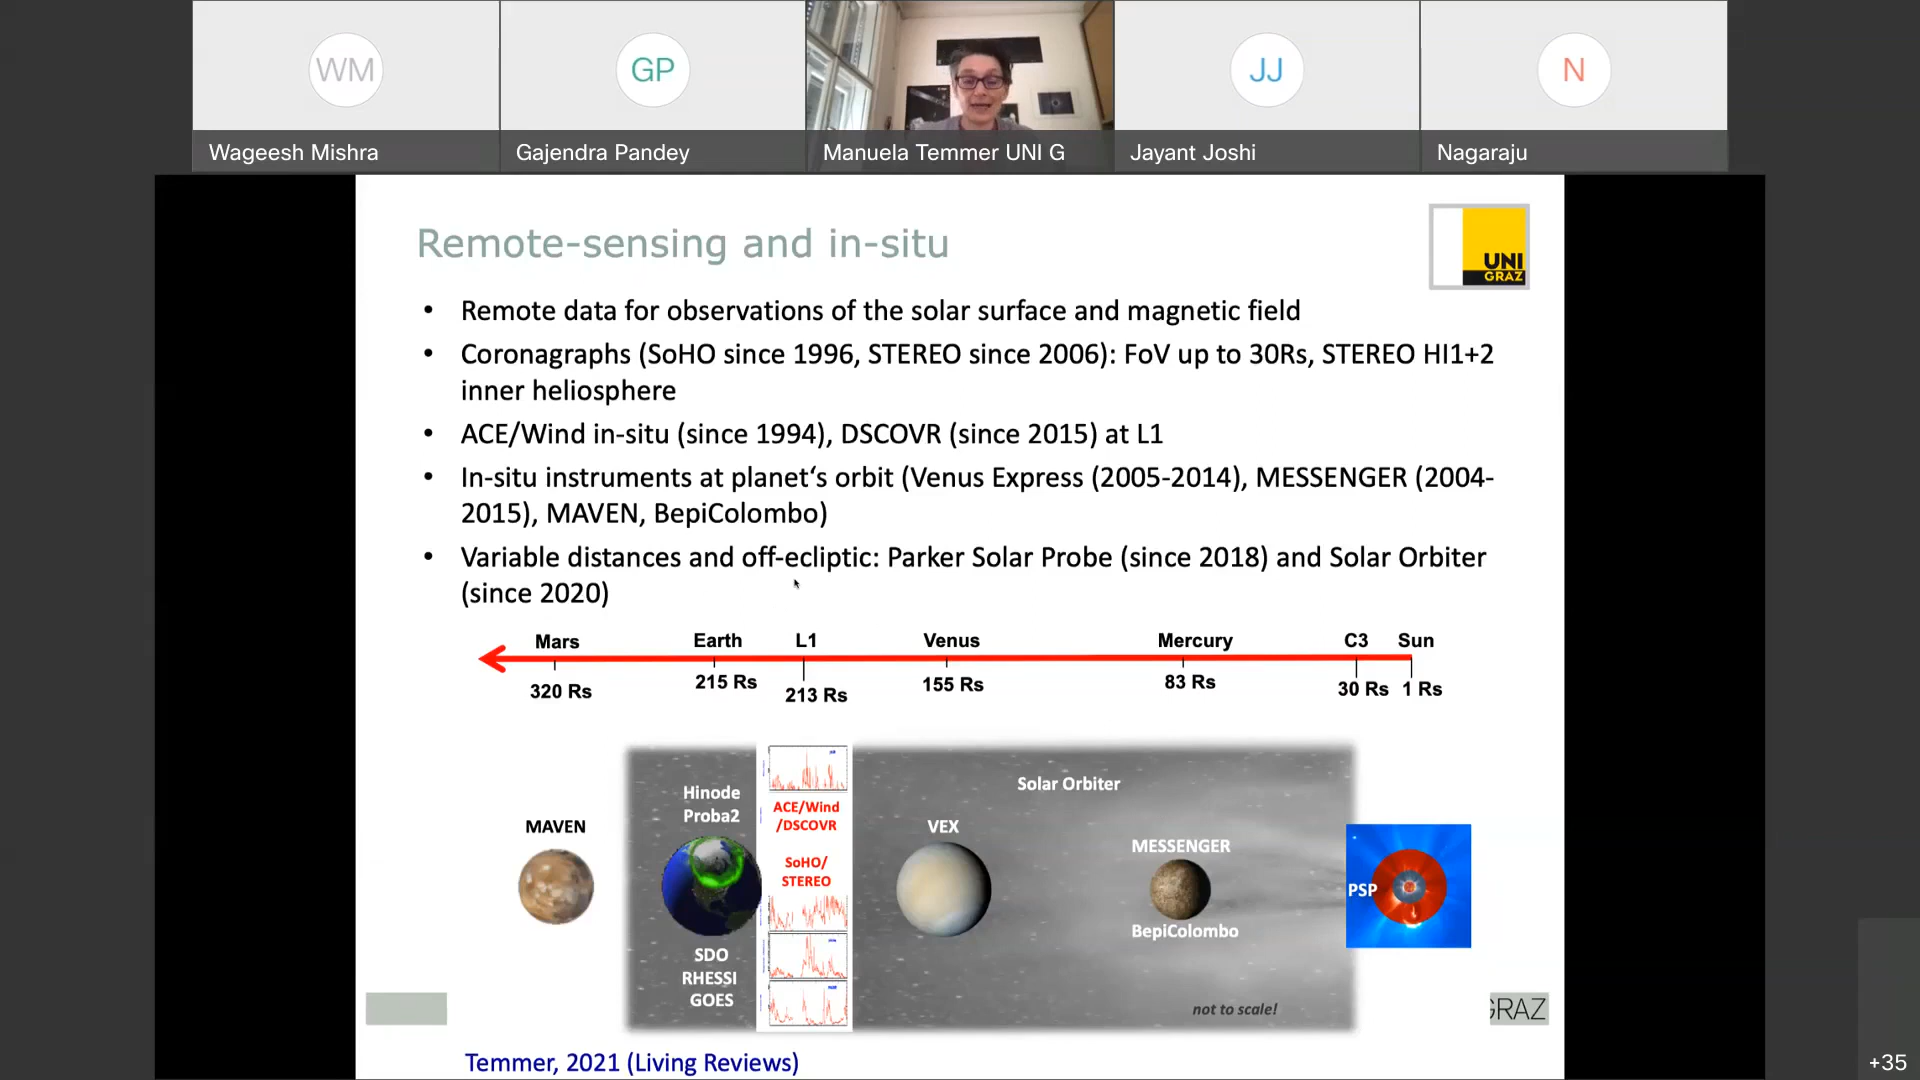 WM
GP
JJ
N
Wageesh Mishra
Gajendra Pandey
Manuela Temmer UNI G
Jayant Joshi
Nagaraju
Remote-sensing and in-situ
UNI
GRAZ
• Remote data for observations of the solar surface and magnetic field
• Coronagraphs (SoHO since 1996, STEREO since 2006): FoV up to 30Rs, STEREO HI1+2
inner heliosphere
• ACE/Wind in-situ (since 1994), DSCOVR (since 2015) at L1
• In-situ instruments at planet‘s orbit (Venus Express (2005-2014), MESSENGER (2004-
2015), MAVEN, BepiColombo)
• Variable distances and off-ecliptic: Parker Solar Probe (since 2018) and Solar Orbiter
(since 2020)
Mars Earth L1 Venus Mercury C3 Sun
320 Rs 215 Rs 213 Rs 155 Rs 83 Rs 30 Rs 1 Rs
MAVEN
Hinode
Proba2
SDO
RHESSI
GOES
ACE/Wind
/DSCOVR
SoHO/
STEREO
VEX
Solar Orbiter
MESSENGER
BepiColombo
PSP
not to scale!
GRAZ
Temmer, 2021 (Living Reviews)
+35